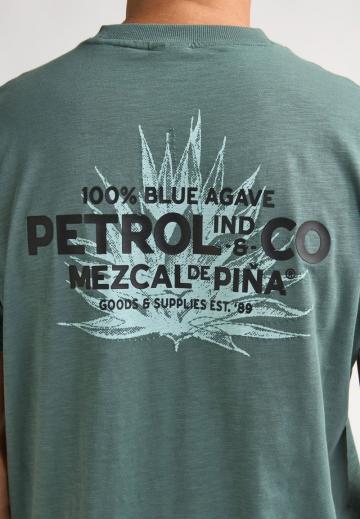 100% BLUE AGAVE
PETROL IND -&- CO
MEZCAL DE PIÑA®
GOODS & SUPPLIES EST. '89